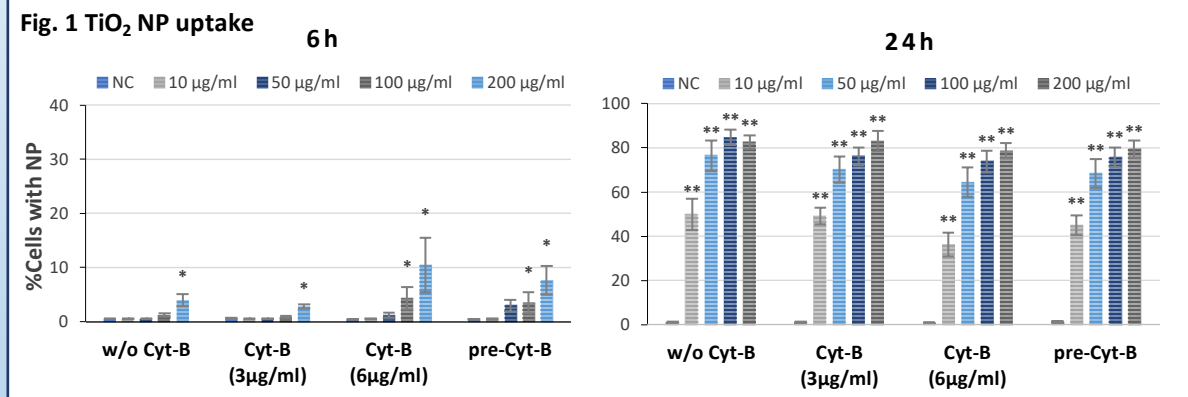 Fig. 1 TiO₂ NP uptake
6h
NC 10 µg/ml 50 µg/ml 100 µg/ml 200 µg/ml
%Cells with NP
40
30
20
10
0
*
*
* *
* *
w/o Cyt-B Cyt-B (3µg/ml) Cyt-B (6µg/ml) pre-Cyt-B
24h
NC 10 µg/ml 50 µg/ml 100 µg/ml 200 µg/ml
100
80
60
40
20
0
** ** ** **
** ** ** **
** ** ** **
** ** ** **
w/o Cyt-B Cyt-B (3µg/ml) Cyt-B (6µg/ml) pre-Cyt-B